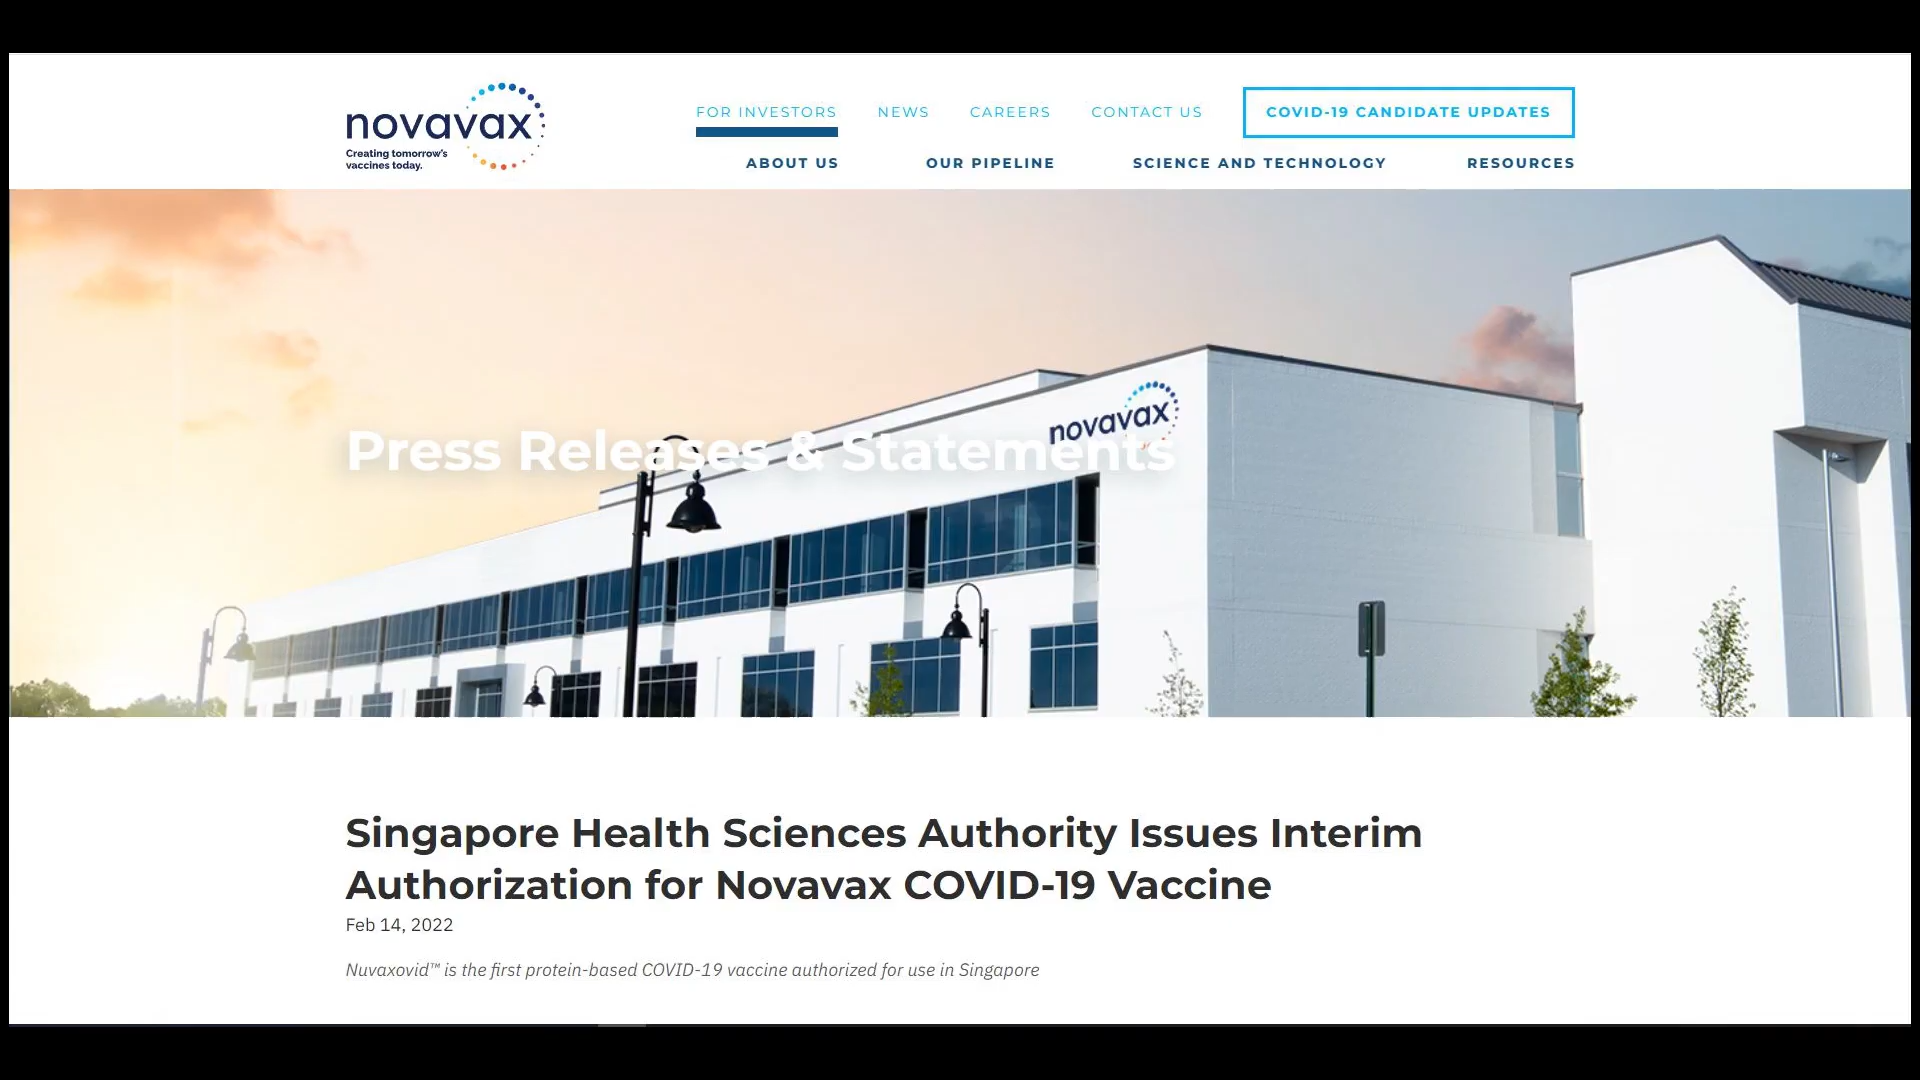 novavax
Creating tomorrow's
vaccines today.
FOR INVESTORS
NEWS
CAREERS
CONTACT US
COVID-19 CANDIDATE UPDATES
ABOUT US
OUR PIPELINE
SCIENCE AND TECHNOLOGY
RESOURCES
novavax
Press Releases & Statements
Singapore Health Sciences Authority Issues Interim
Authorization for Novavax COVID-19 Vaccine
Feb 14, 2022
Nuvaxovid™ is the first protein-based COVID-19 vaccine authorized for use in Singapore